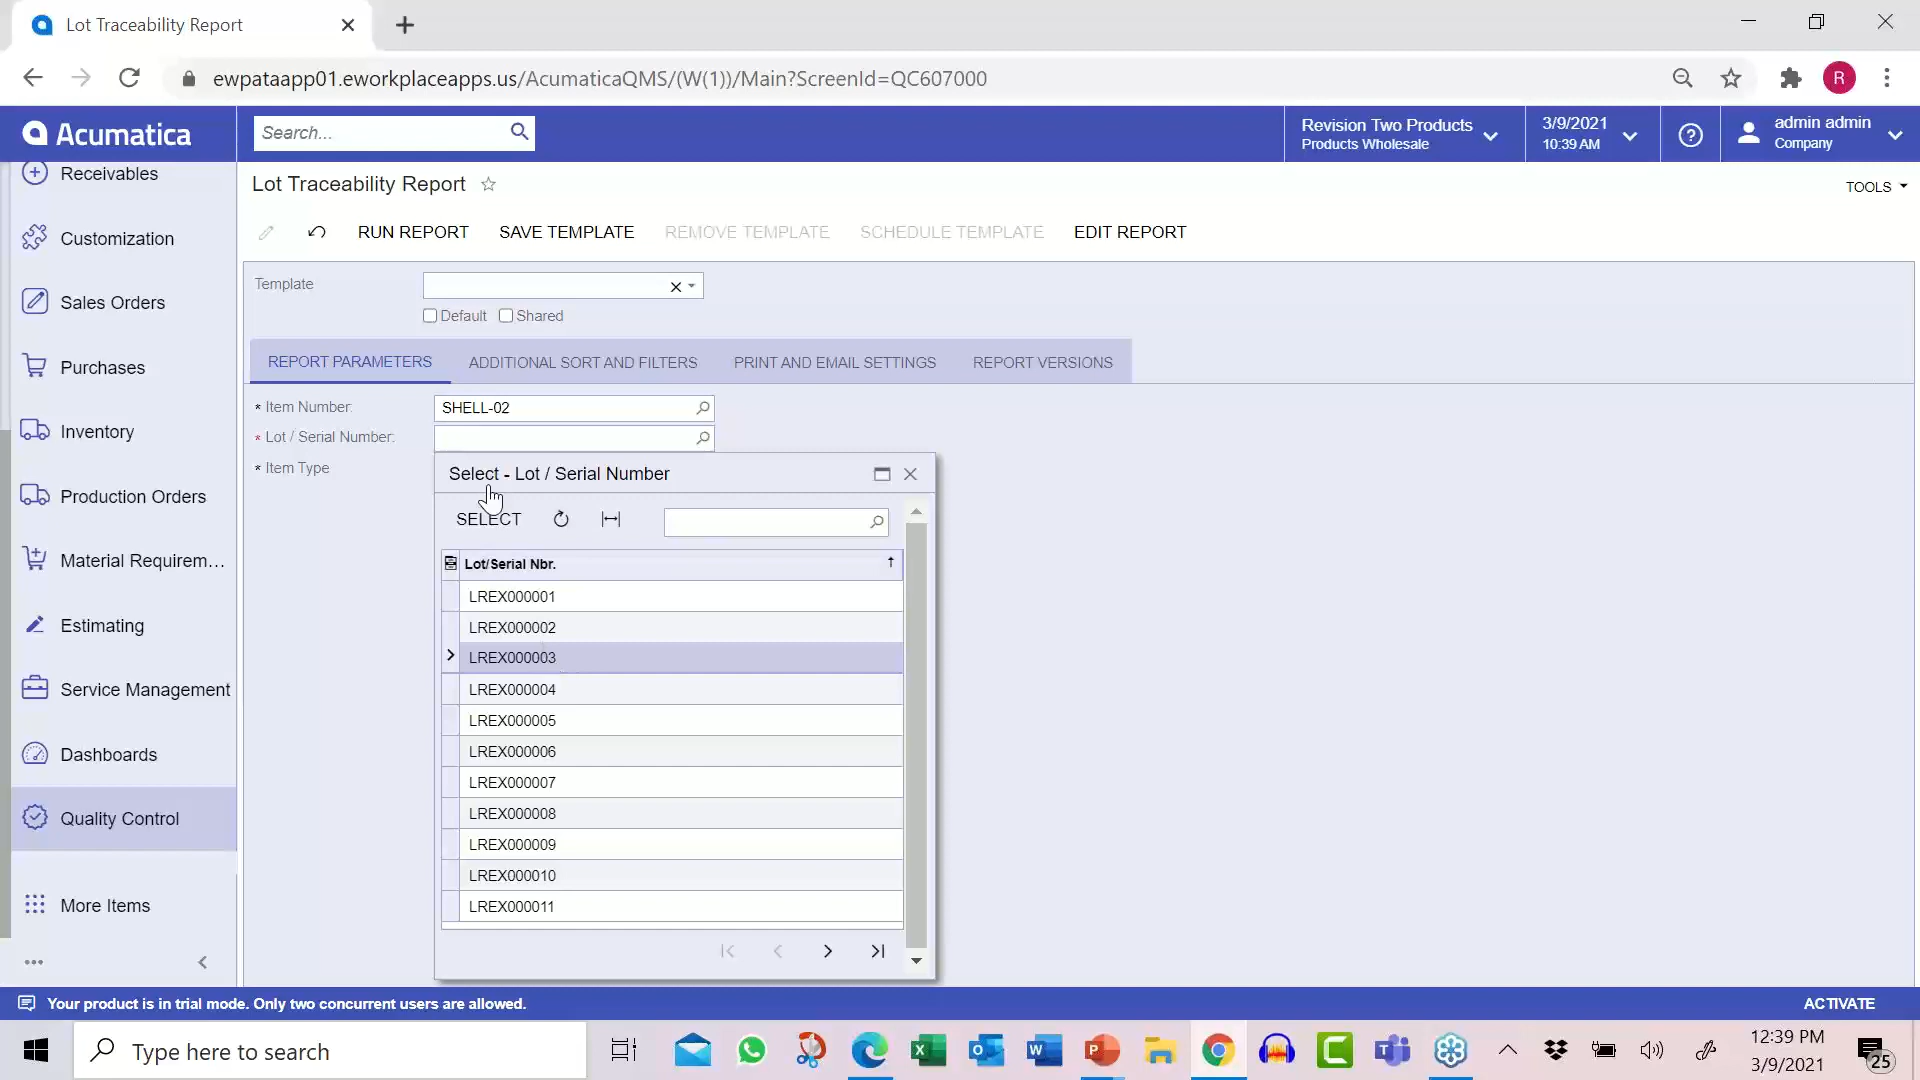 Lot Traceability Report
ewpataapp01.eworkplaceapps.us/AcumaticaQMS/(W(1))/Main?ScreenId=QC607000
R
Acumatica
Search...
Revision Two Products
Products Wholesale
3/9/2021
10:39 AM
admin admin
Company
Receivables
Customization
Sales Orders
Purchases
Inventory
Production Orders
Material Requirem...
Estimating
Service Management
Dashboards
Quality Control
More Items
Lot Traceability Report
TOOLS
RUN REPORT
SAVE TEMPLATE
REMOVE TEMPLATE
SCHEDULE TEMPLATE
EDIT REPORT
Template
Default
Shared
REPORT PARAMETERS
ADDITIONAL SORT AND FILTERS
PRINT AND EMAIL SETTINGS
REPORT VERSIONS
* Item Number:
SHELL-02
* Lot / Serial Number:
* Item Type
Select - Lot / Serial Number
SELECT
Lot/Serial Nbr.
LREX000001
LREX000002
LREX000003
LREX000004
LREX000005
LREX000006
LREX000007
LREX000008
LREX000009
LREX000010
LREX000011
Your product is in trial mode. Only two concurrent users are allowed.
ACTIVATE
Type here to search
12:39 PM
3/9/2021
25